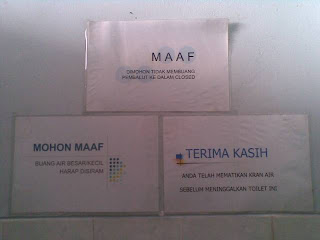 MAAF
DIMOHON TIDAK MEMBUANG
PEMBALUT KE DALAM CLOSED
MOHON MAAF
BUANG AIR BESAR/KECIL
HARAP DISIRAM
TERIMA KASIH
ANDA TELAH MEMATIKAN KRAN AIR
SEBELUM MENINGGALKAN TOILET INI